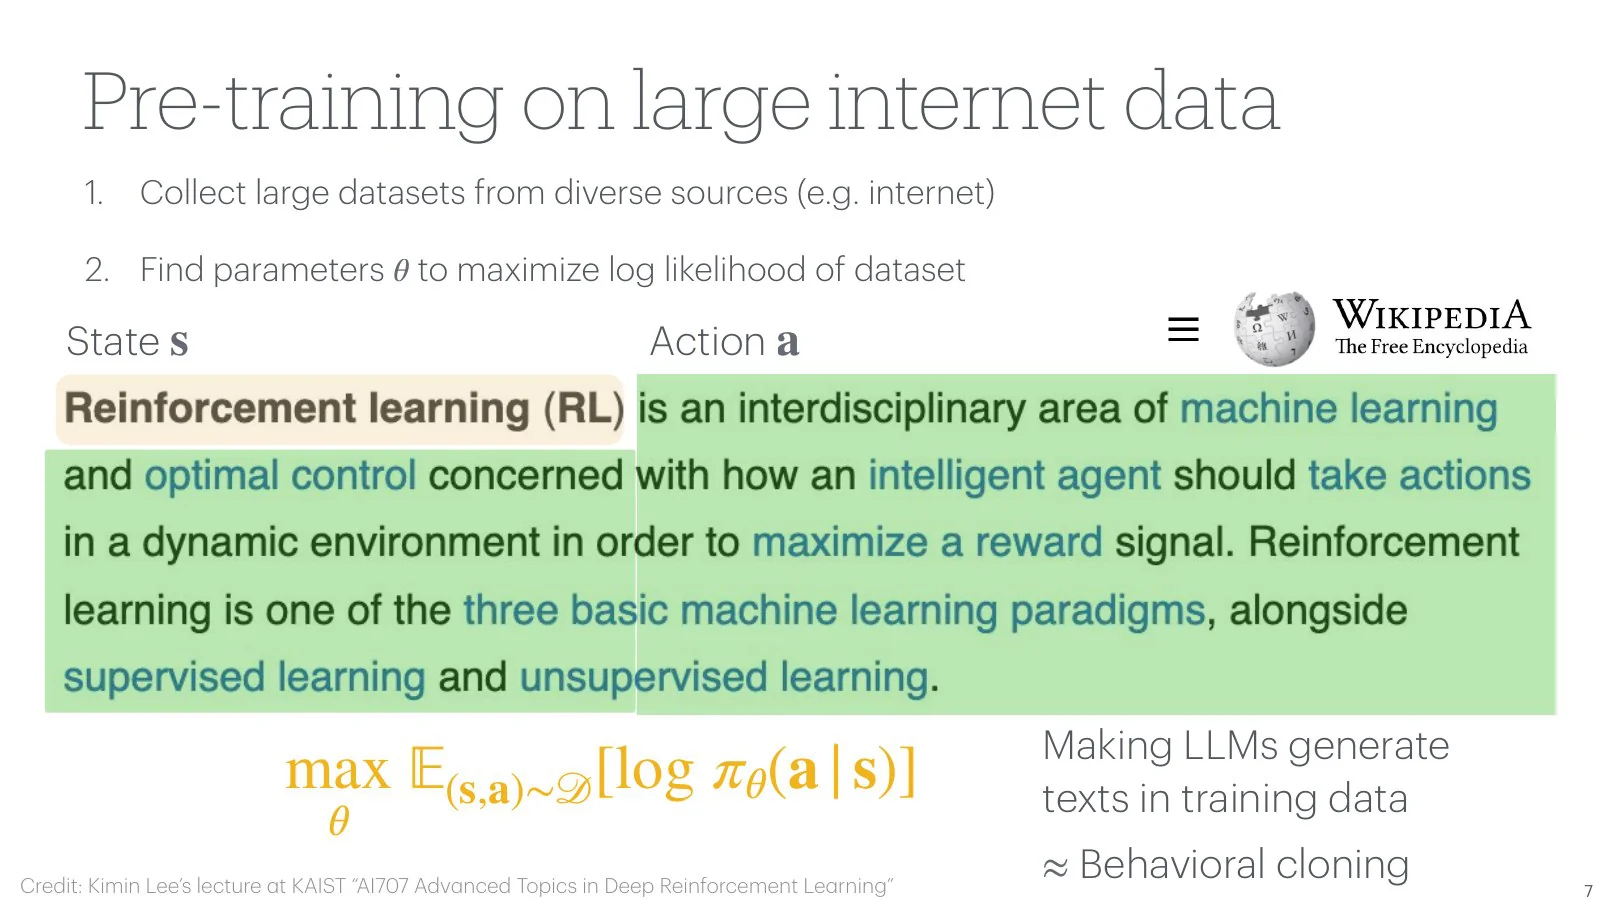 Pre-training on large internet data
1. Collect large datasets from diverse sources (e.g. internet)
2. Find parameters θ to maximize log likelihood of dataset
State s
Action a
WIKIPEDIA
The Free Encyclopedia
Reinforcement learning (RL) is an interdisciplinary area of machine learning
and optimal control concerned with how an intelligent agent should take actions
in a dynamic environment in order to maximize a reward signal. Reinforcement
learning is one of the three basic machine learning paradigms, alongside
supervised learning and unsupervised learning.
max 𝔼(s,a)∼𝒟[log πθ(a|s)]
θ
Making LLMs generate
texts in training data
≈ Behavioral cloning
Credit: Kimin Lee's lecture at KAIST "AI707 Advanced Topics in Deep Reinforcement Learning"
7